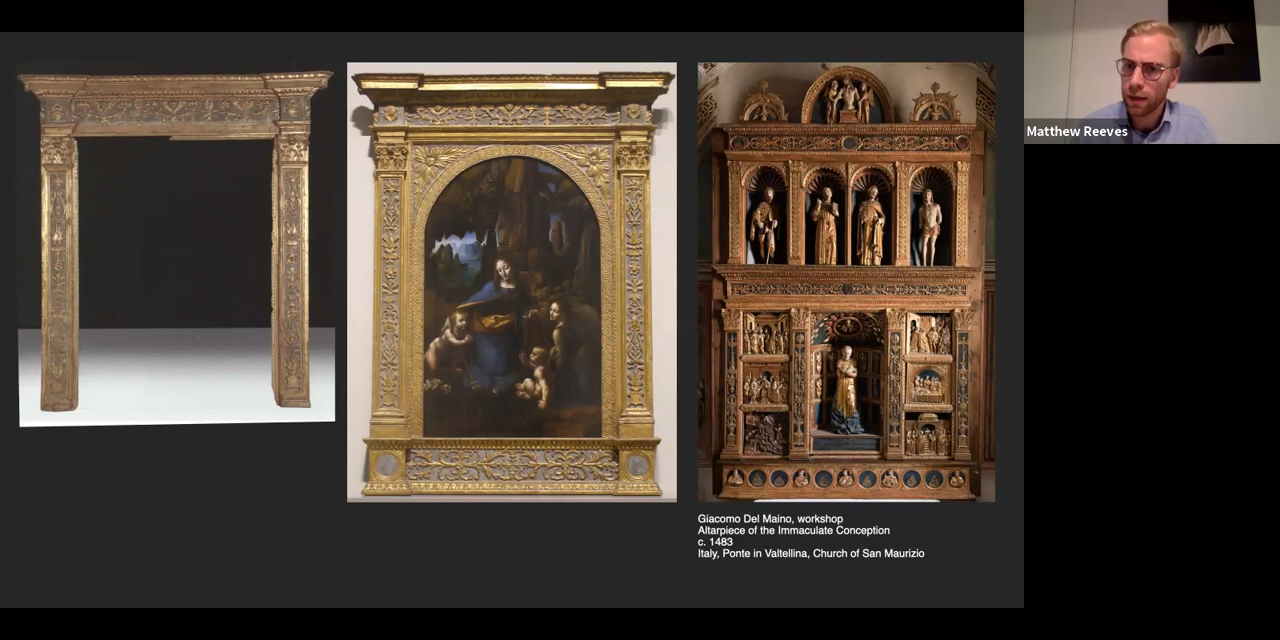 Matthew Reeves
Giacomo Del Maino, workshop
Altarpiece of the Immaculate Conception
c. 1483
Italy, Ponte in Valtellina, Church of San Maurizio